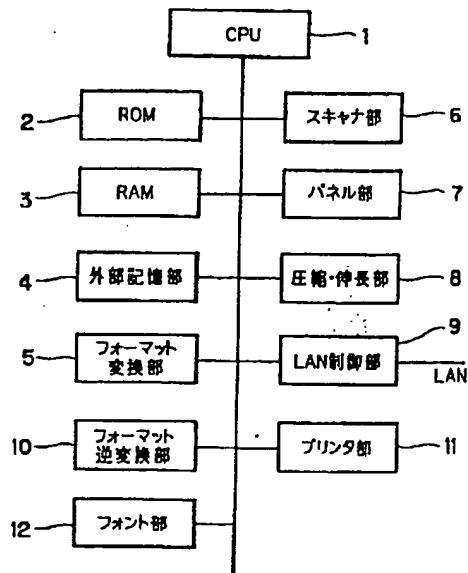 CPU
1
2
ROM
スキャナ部
6
3
RAM
パネル部
7
4
外部記憶部
圧縮・伸長部
8
9
5
フォーマット
変換部
LAN制御部
LAN
10
フォーマット
逆変換部
プリンタ部
11
12
フォント部